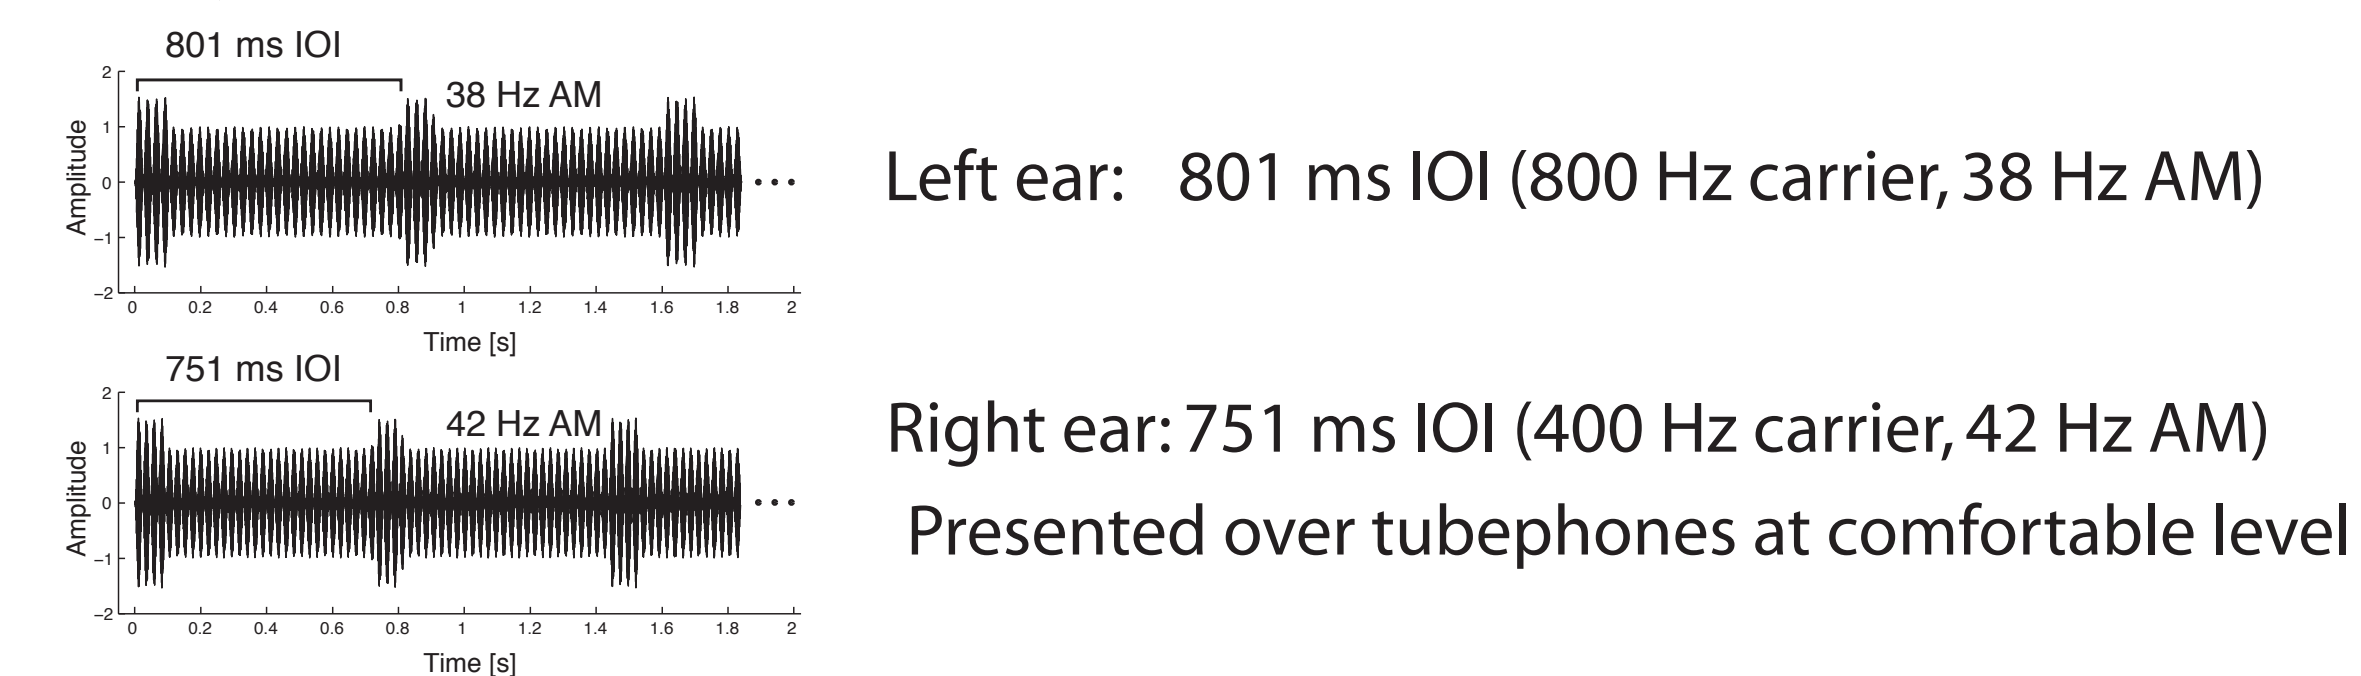 801 ms IOI
38 Hz AM
2
1
0
−1
−2
Amplitude
0 0.2 0.4 0.6 0.8 1 1.2 1.4 1.6 1.8 2
Time [s]
Left ear: 801 ms IOI (800 Hz carrier, 38 Hz AM)
751 ms IOI
42 Hz AM
2
1
0
−1
−2
Amplitude
0 0.2 0.4 0.6 0.8 1 1.2 1.4 1.6 1.8 2
Time [s]
Right ear: 751 ms IOI (400 Hz carrier, 42 Hz AM)
Presented over tubephones at comfortable level